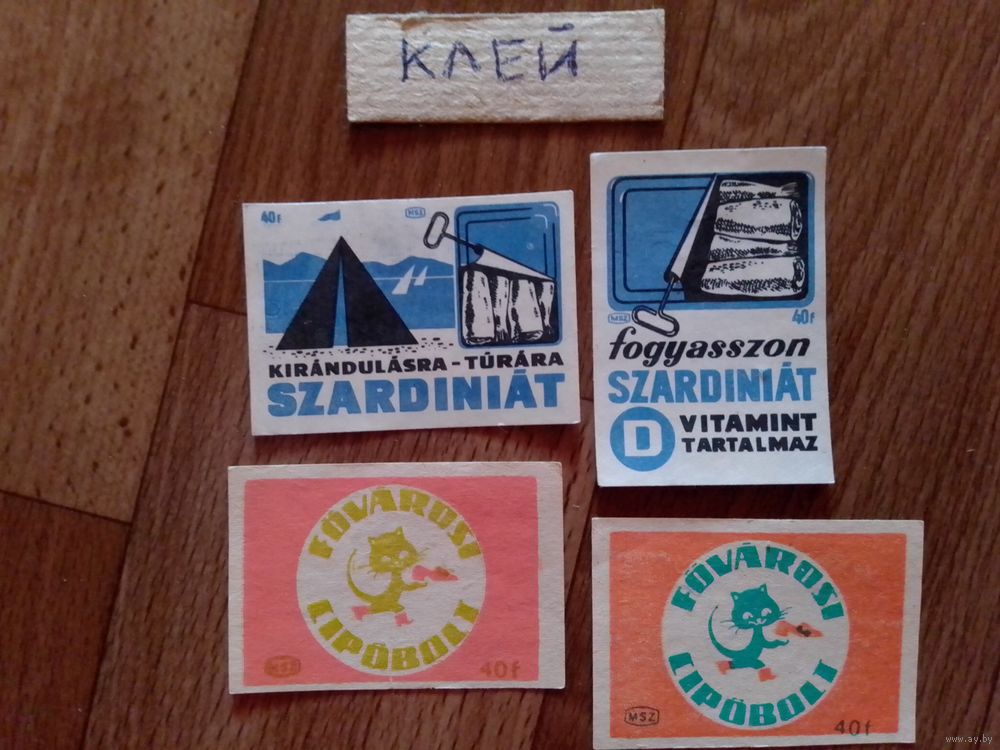 КЛЕЙ
40f MSZ
KIRÁNDULÁSRA-TÚRÁRA
SZARDINIÁT
MSZ 40f
fogyasszon
SZARDINIÁT
D VITAMINT
TARTALMAZ
FŐVÁROSI
LIPÓBOLT
MSZ 40f
FŐVÁROSI
LIPÓBOLT
MSZ 40f
www.ay.by